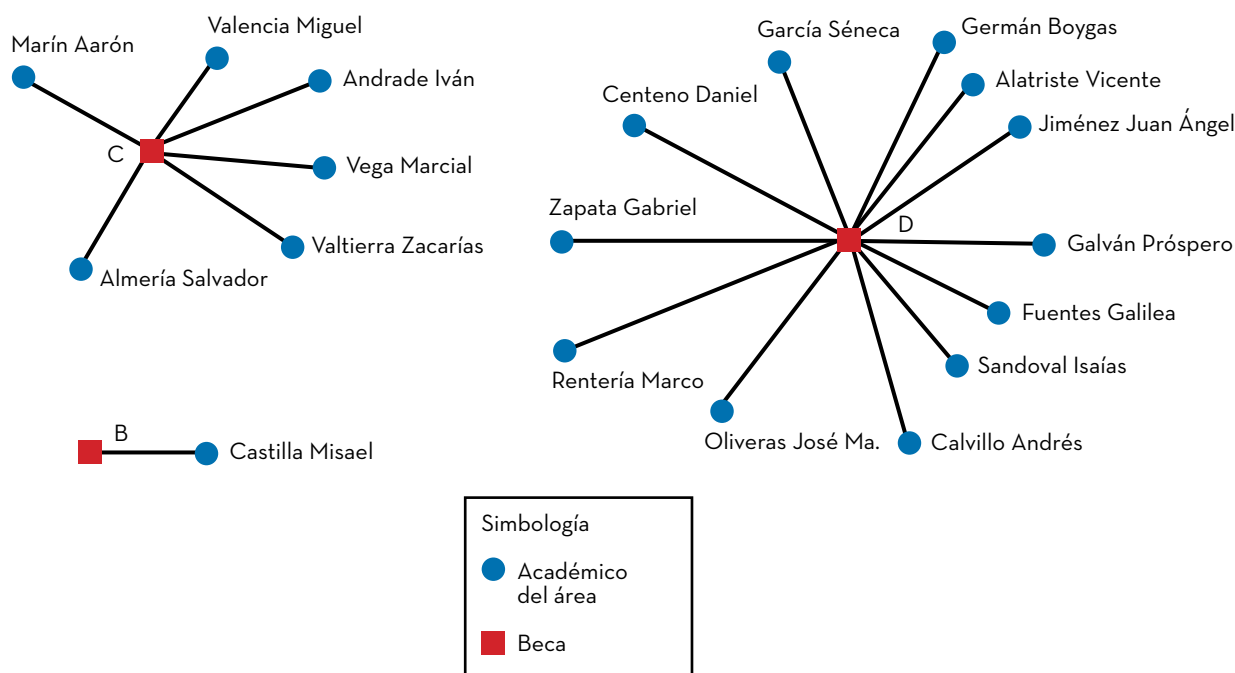 Marín Aarón
Valencia Miguel
Andrade Iván
C
Vega Marcial
Valtierra Zacarías
Almería Salvador
B
Castilla Misael
García Séneca
Germán Boygas
Alatriste Vicente
Centeno Daniel
Jiménez Juan Ángel
Zapata Gabriel
D
Galván Próspero
Fuentes Galilea
Sandoval Isaías
Rentería Marco
Oliveras José Ma.
Calvillo Andrés
Simbología
Académico
del área
Beca